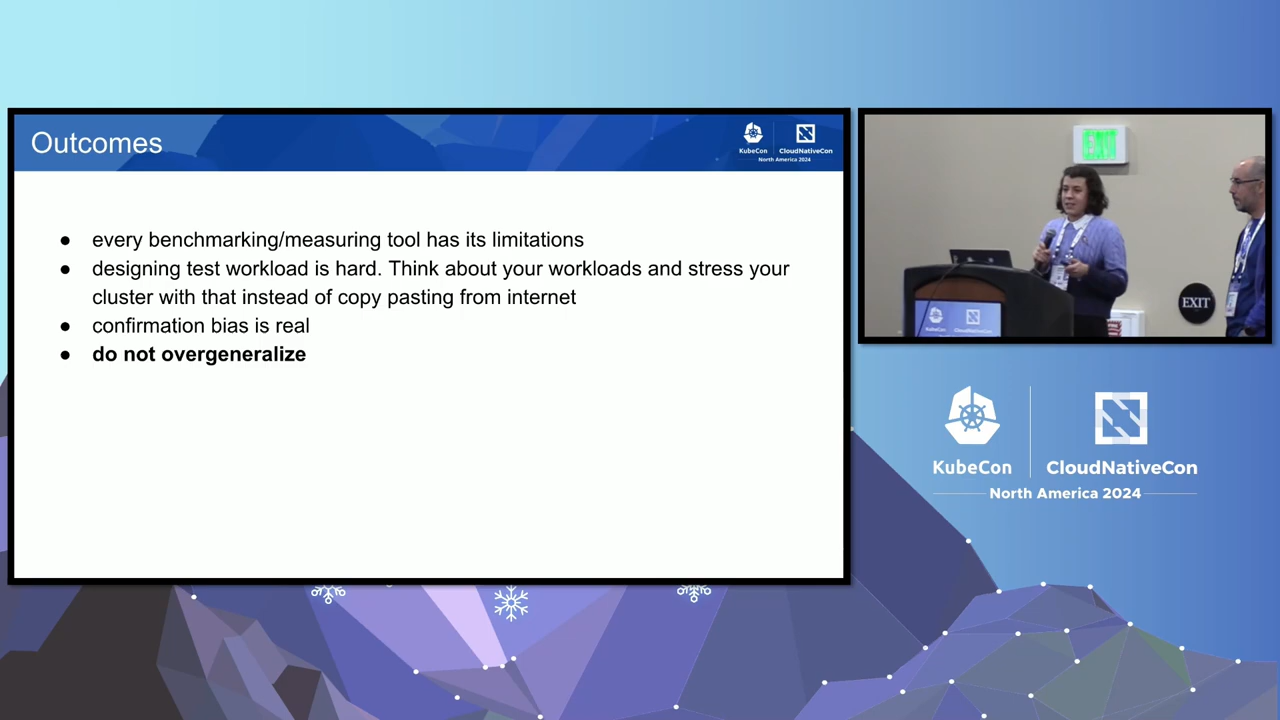 Outcomes
KubeCon
CloudNativeCon
North America 2024
● every benchmarking/measuring tool has its limitations
● designing test workload is hard. Think about your workloads and stress your
cluster with that instead of copy pasting from internet
● confirmation bias is real
● do not overgeneralize
EXIT
EXIT
KubeCon
CloudNativeCon
North America 2024